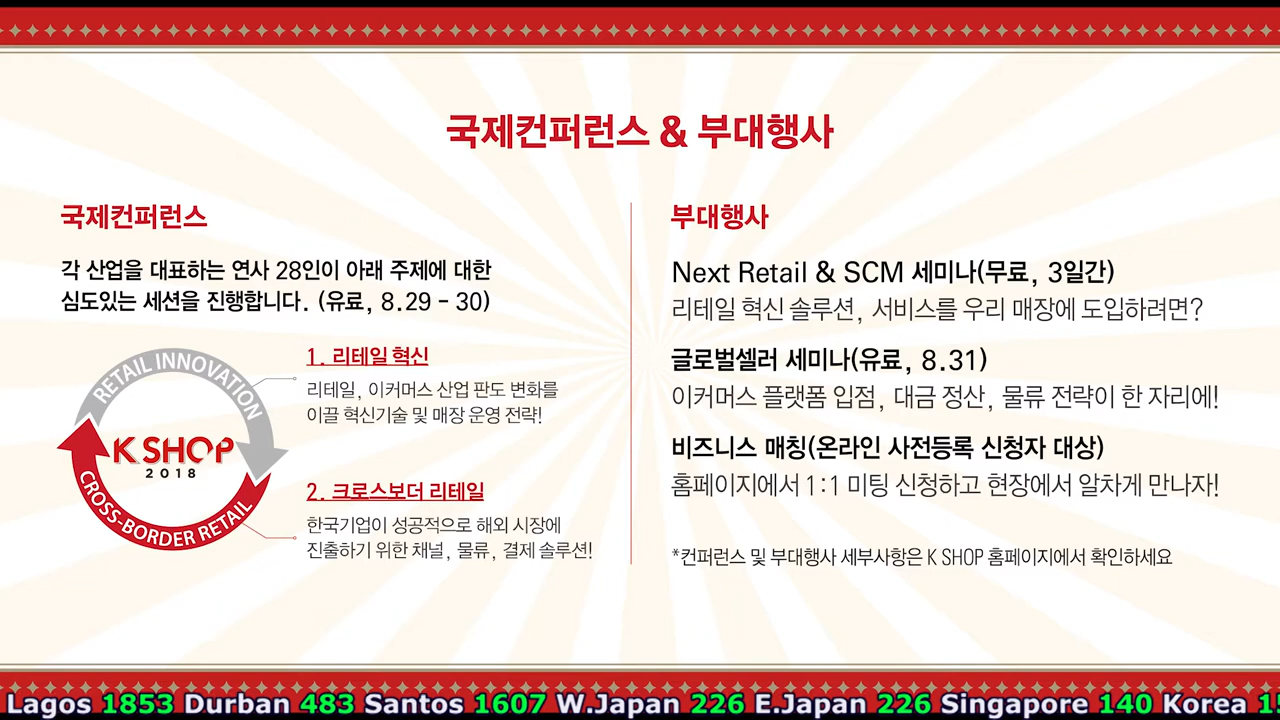 국제컨퍼런스 & 부대행사
국제컨퍼런스
각 산업을 대표하는 연사 28인이 아래 주제에 대한
심도있는 세션을 진행합니다. (유료, 8.29 - 30)
RETAIL INNOVATION
K SHOP
2018
CROSS-BORDER RETAIL
1. 리테일 혁신
리테일, 이커머스 산업 판도 변화를
이끌 혁신기술 및 매장 운영 전략!
2. 크로스보더 리테일
한국기업이 성공적으로 해외 시장에
진출하기 위한 채널, 물류, 결제 솔루션!
부대행사
Next Retail & SCM 세미나(무료, 3일간)
리테일 혁신 솔루션, 서비스를 우리 매장에 도입하려면?
글로벌셀러 세미나(유료, 8.31)
이커머스 플랫폼 입점, 대금 정산, 물류 전략이 한 자리에!
비즈니스 매칭(온라인 사전등록 신청자 대상)
홈페이지에서 1:1 미팅 신청하고 현장에서 알차게 만나자!
*컨퍼런스 및 부대행사 세부사항은 K SHOP 홈페이지에서 확인하세요
Lagos 1853 Durban 483 Santos 1607 W.Japan 226 E.Japan 226 Singapore 140 Korea